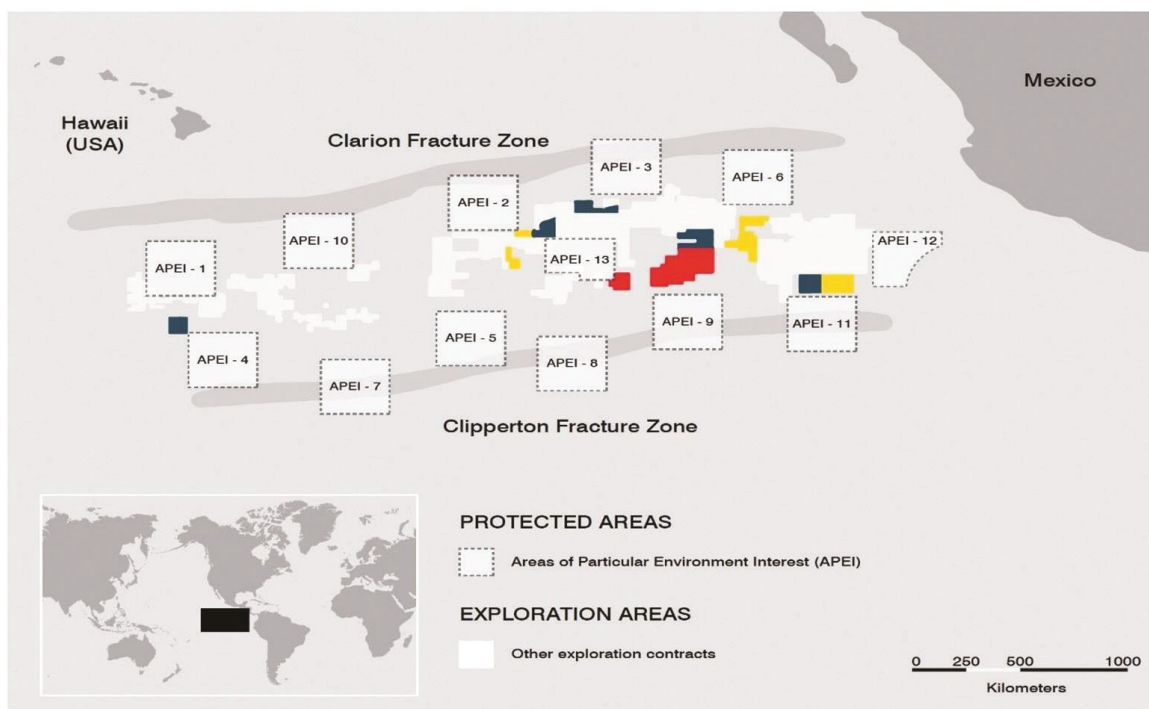 Mexico
Hawaii
(USA)
Clarion Fracture Zone
APEI - 3
APEI - 6
APEI - 2
APEI - 10
APEI - 12
APEI - 13
APEI - 1
APEI - 9
APEI - 11
APEI - 5
APEI - 4
APEI - 8
APEI - 7
Clipperton Fracture Zone
PROTECTED AREAS
Areas of Particular Environment Interest (APEI)
EXPLORATION AREAS
Other exploration contracts
0 250 500 1000
Kilometers